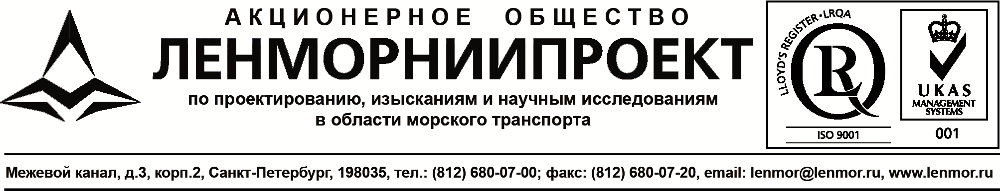 АКЦИОНЕРНОЕ ОБЩЕСТВО
ЛЕНМОРНИИПРОЕКТ
по проектированию, изысканиям и научным исследованиям
в области морского транспорта
LLOYD'S REGISTER·LRQA
LRQ
ISO 9001
UKAS
MANAGEMENT
SYSTEMS
001
Межевой канал, д.3, корп.2, Санкт-Петербург, 198035, тел.: (812) 680-07-00; факс: (812) 680-07-20, email: lenmor@lenmor.ru, www.lenmor.ru